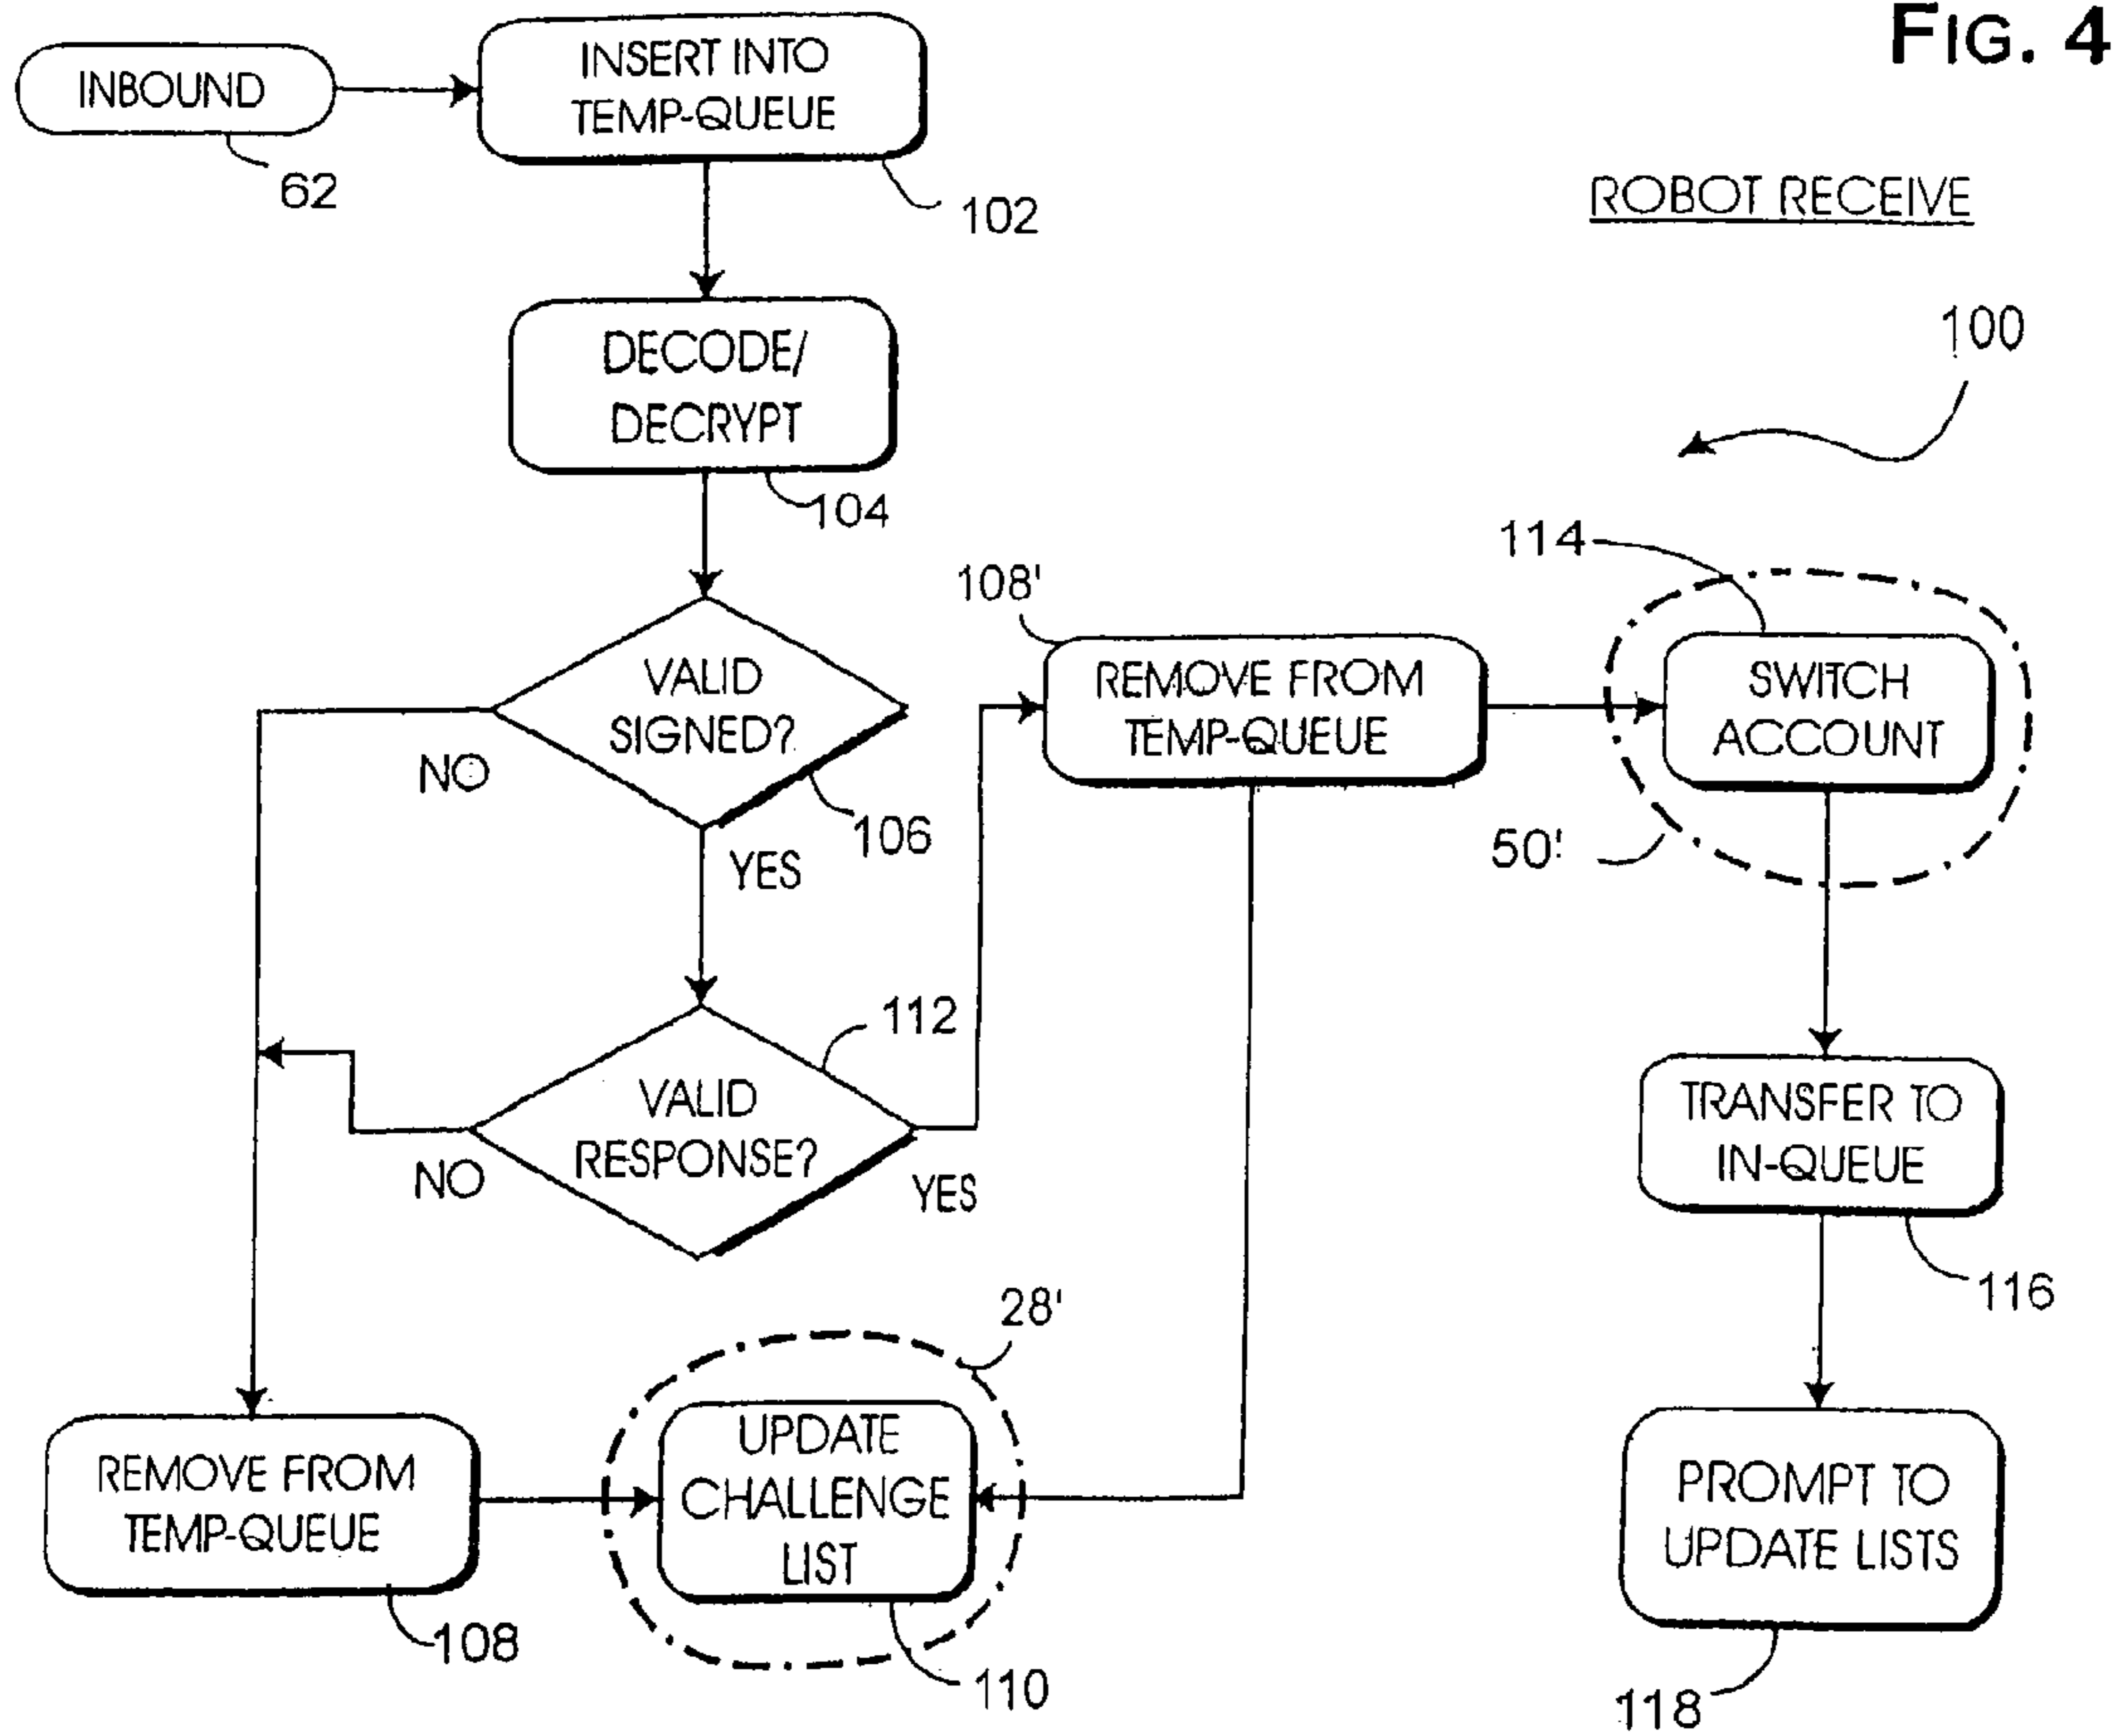 FIG. 4
INBOUND
62
INSERT INTO
TEMP-QUEUE
102
ROBOT RECEIVE
100
DECODE/
DECRYPT
104
VALID
SIGNED?
106
NO
YES
108'
REMOVE FROM
TEMP-QUEUE
114
SWITCH
ACCOUNT
50'
112
VALID
RESPONSE?
NO
YES
TRANSFER TO
IN-QUEUE
116
28'
REMOVE FROM
TEMP-QUEUE
108
UPDATE
CHALLENGE
LIST
110
PROMPT TO
UPDATE LISTS
118